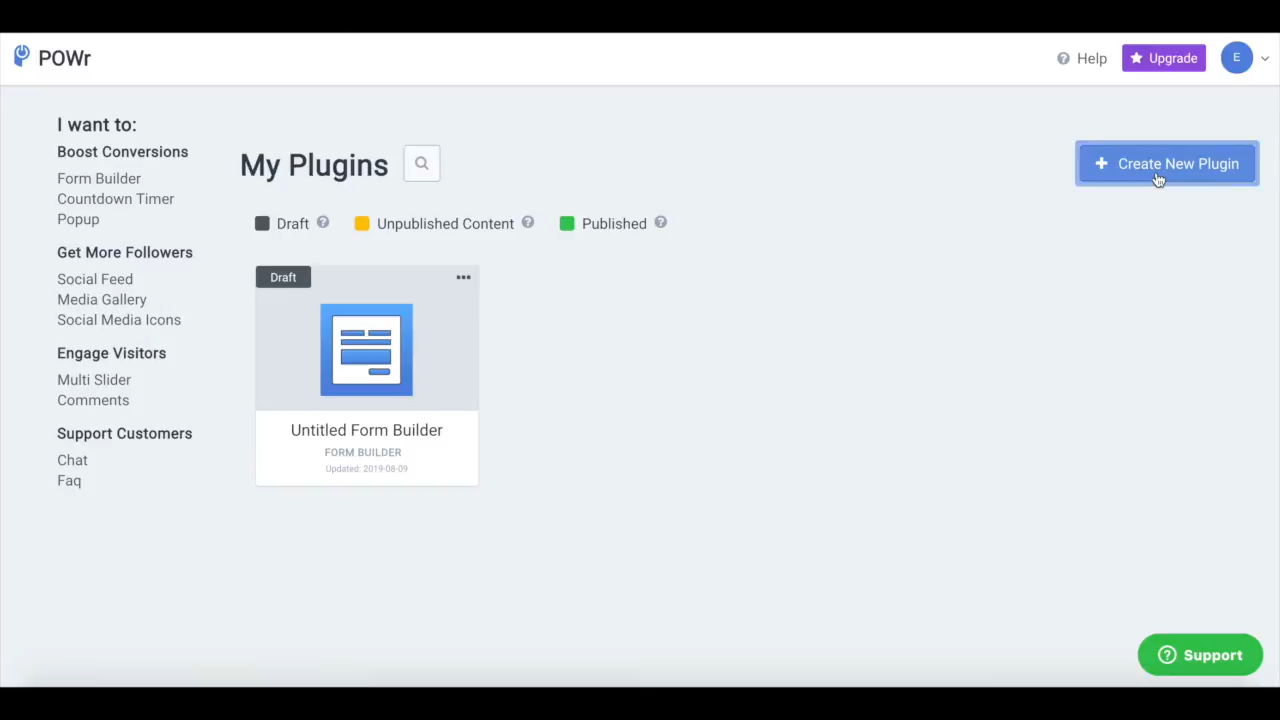 POWr
Help
Upgrade
E
I want to:
Boost Conversions
Form Builder
Countdown Timer
Popup
Get More Followers
Social Feed
Media Gallery
Social Media Icons
Engage Visitors
Multi Slider
Comments
Support Customers
Chat
Faq
My Plugins
Create New Plugin
Draft
Unpublished Content
Published
Draft
Untitled Form Builder
FORM BUILDER
Updated: 2019-08-09
Support